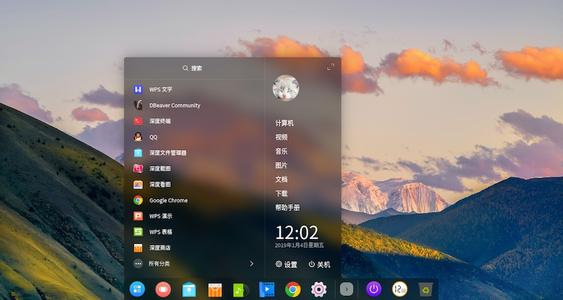 搜索
WPS 文字
DBeaver Community
深度终端
QQ
深度文件管理器
深度截图
深度看图
Google Chrome
WPS 演示
WPS 表格
深度商店
所有分类
计算机
视频
音乐
图片
文档
下载
帮助手册
12:02
2019年1月4日星期五
设置
关机